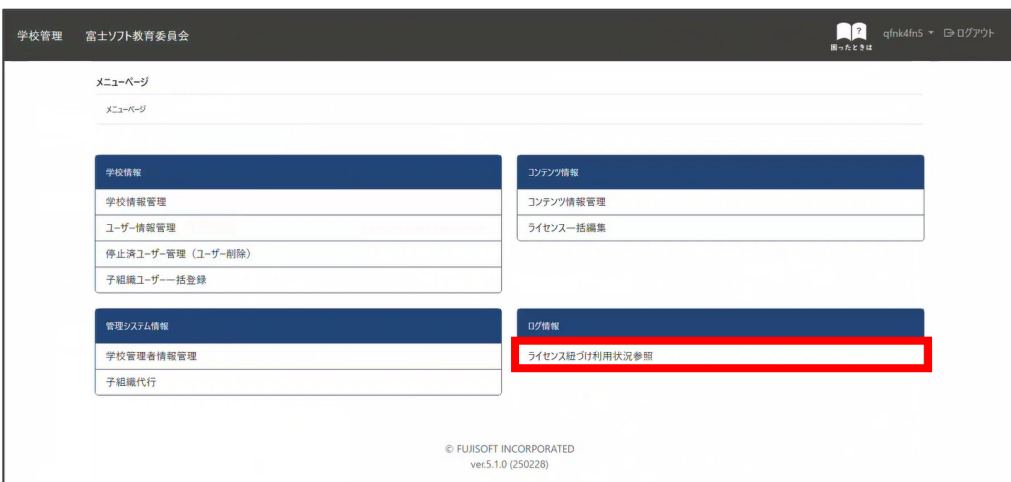 学校管理 富士ソフト教育委員会
?
困ったときは
qfnk4fn5 ログアウト
メニューページ
メニューページ
学校情報
学校情報管理
ユーザー情報管理
停止済ユーザー管理（ユーザー削除）
子組織ユーザー一括登録
コンテンツ情報
コンテンツ情報管理
ライセンス一括編集
管理システム情報
学校管理者情報管理
子組織代行
ログ情報
ライセンス紐づけ利用状況参照
© FUJISOFT INCORPORATED
ver.5.1.0 (250228)